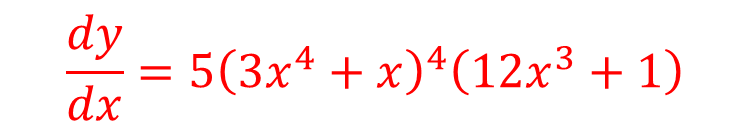 dy/dx = 5(3x⁴ + x)⁴(12x³ + 1)